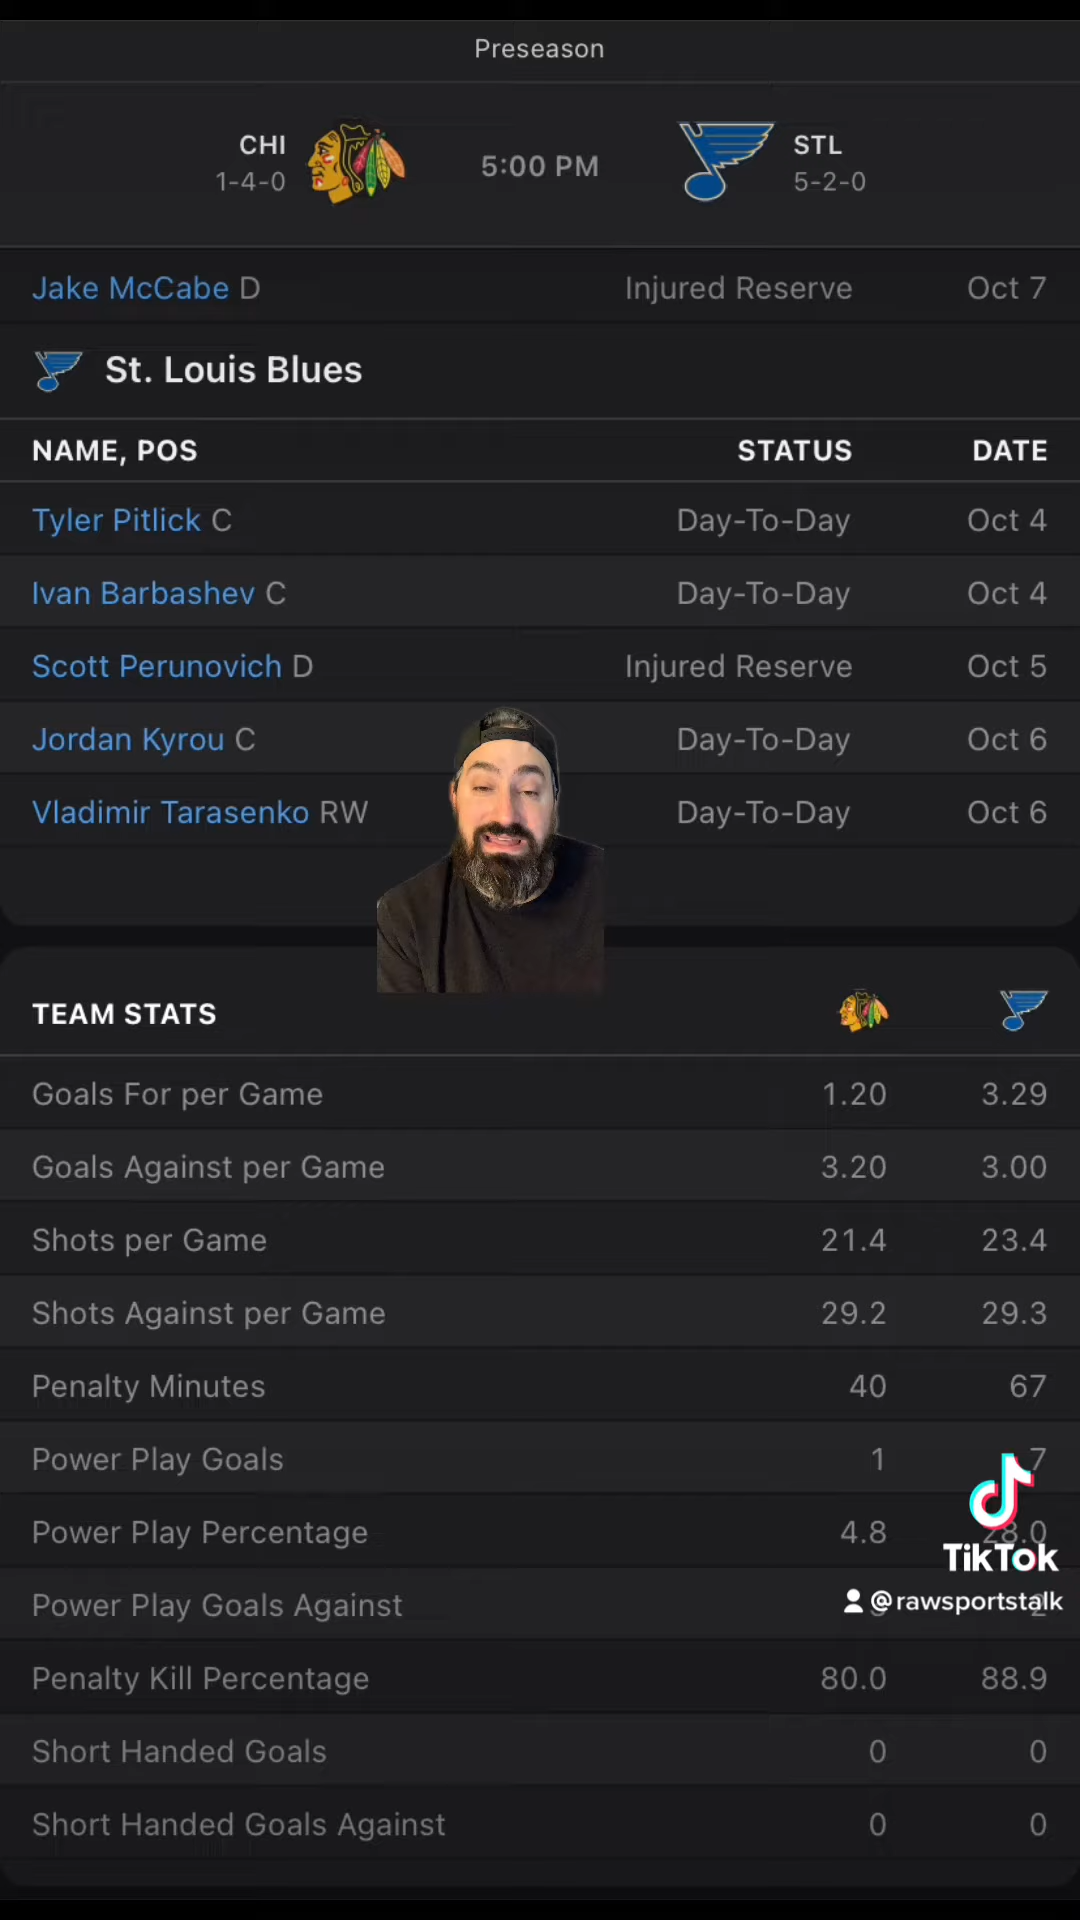 Preseason
CHI 5:00 PM STL
1-4-0 5-2-0
Jake McCabe D Injured Reserve Oct 7
St. Louis Blues
NAME, POS STATUS DATE
Tyler Pitlick C Day-To-Day Oct 4
Ivan Barbashev C Day-To-Day Oct 4
Scott Perunovich D Injured Reserve Oct 5
Jordan Kyrou C Day-To-Day Oct 6
Vladimir Tarasenko RW Day-To-Day Oct 6
TEAM STATS
Goals For per Game 1.20 3.29
Goals Against per Game 3.20 3.00
Shots per Game 21.4 23.4
Shots Against per Game 29.2 29.3
Penalty Minutes 40 67
Power Play Goals 1 7
Power Play Percentage 4.8 28.0
TikTok
Power Play Goals Against
@rawsportstalk
Penalty Kill Percentage 80.0 88.9
Short Handed Goals 0 0
Short Handed Goals Against 0 0